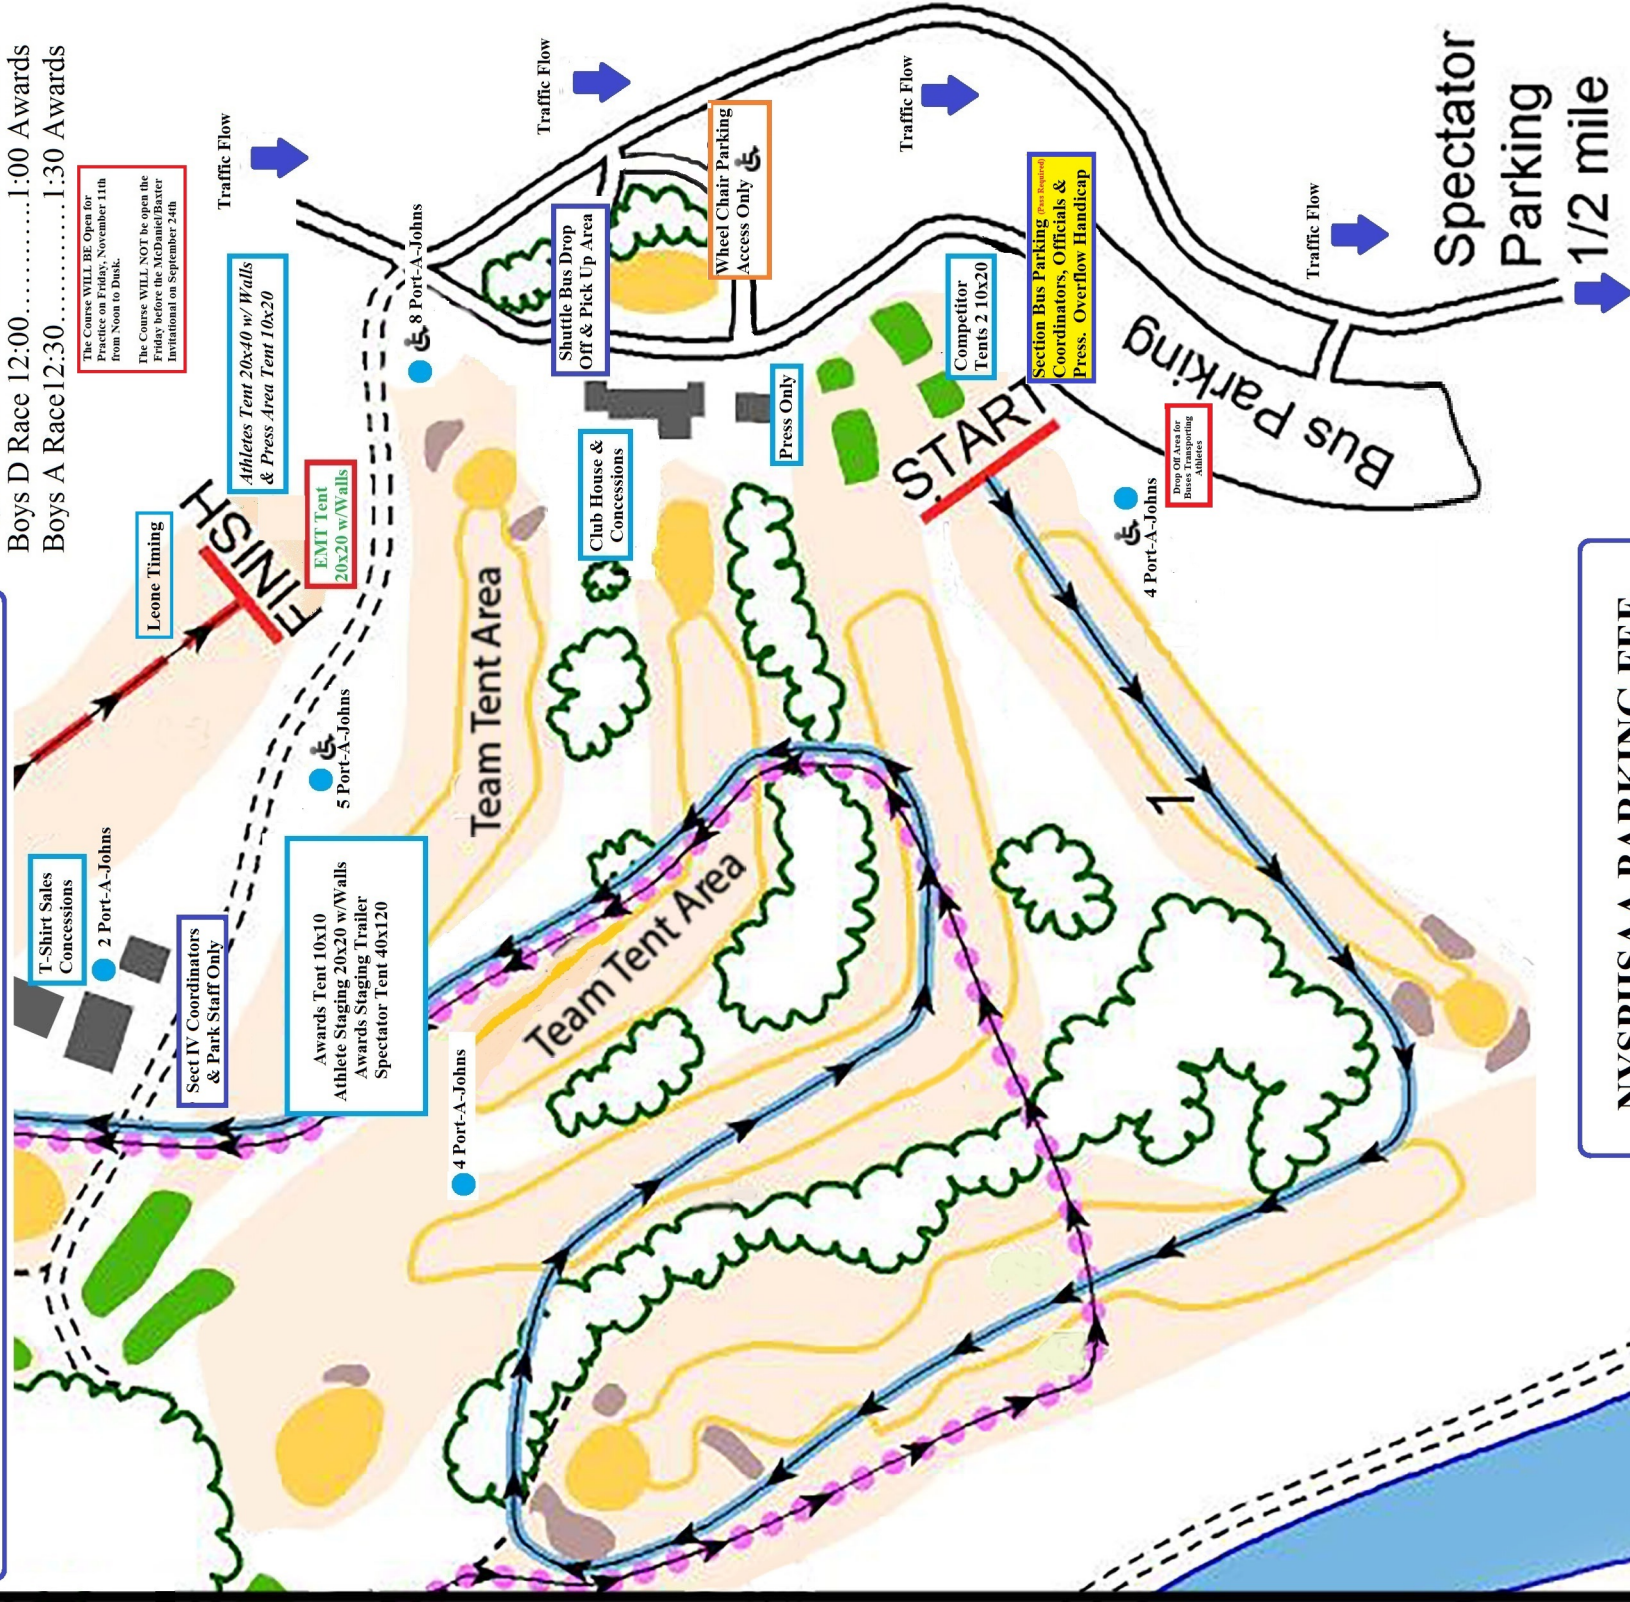 Boys D Race 12:00..............1:00 Awards
Boys A Race12:30..............1:30 Awards
The Course WILL BE Open for
Practice on Friday, November 11th
from Noon to Dusk.
The Course WILL NOT be open the
Friday before the McDaniel/Baxter
Invitational on September 24th
Traffic Flow
Traffic Flow
Traffic Flow
Traffic Flow
Athletes Tent 20x40 w/ Walls
& Press Area Tent 10x20
8 Port-A-Johns
Shuttle Bus Drop
Off & Pick Up Area
Wheel Chair Parking
Access Only
Section Bus Parking (Pass Required)
Coordinators, Officials &
Press. Overflow Handicap
Competitor
Tents 2 10x20
Spectator
Parking
1/2 mile
Bus Parking
Drop Off Area for
Buses Transporting
Athletes
4 Port-A-Johns
START
Press Only
Club House &
Concessions
EMT Tent
20x20 w/Walls
FINISH
Leone Timing
5 Port-A-Johns
Team Tent Area
Team Tent Area
T-Shirt Sales
Concessions
2 Port-A-Johns
Sect IV Coordinators
& Park Staff Only
Awards Tent 10x10
Athlete Staging 20x20 w/Walls
Awards Staging Trailer
Spectator Tent 40x120
4 Port-A-Johns
1
NYSPHSAA PARKING FEE